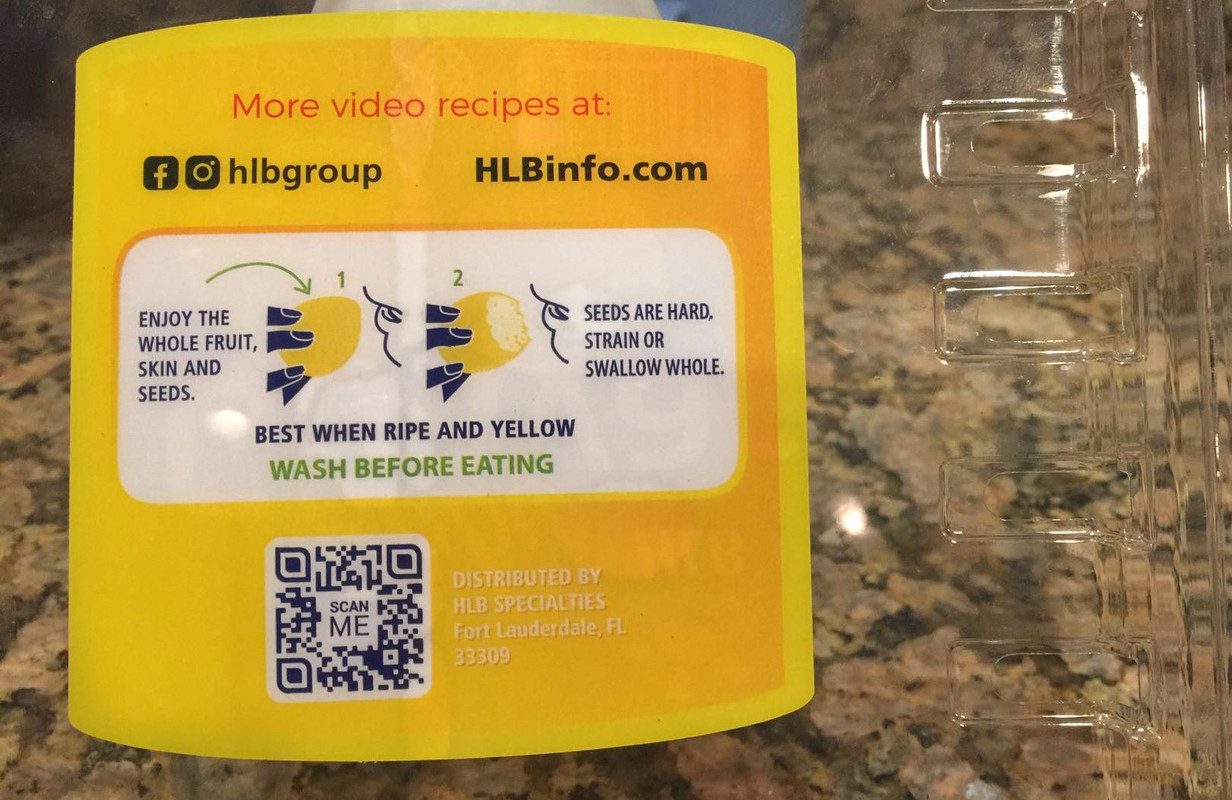 More video recipes at:
hlbgroup
HLBinfo.com
1
2
ENJOY THE
WHOLE FRUIT,
SKIN AND
SEEDS.
SEEDS ARE HARD,
STRAIN OR
SWALLOW WHOLE.
BEST WHEN RIPE AND YELLOW
WASH BEFORE EATING
SCAN
ME
DISTRIBUTED BY
HLB SPECIALTIES
Fort Lauderdale, FL
33309